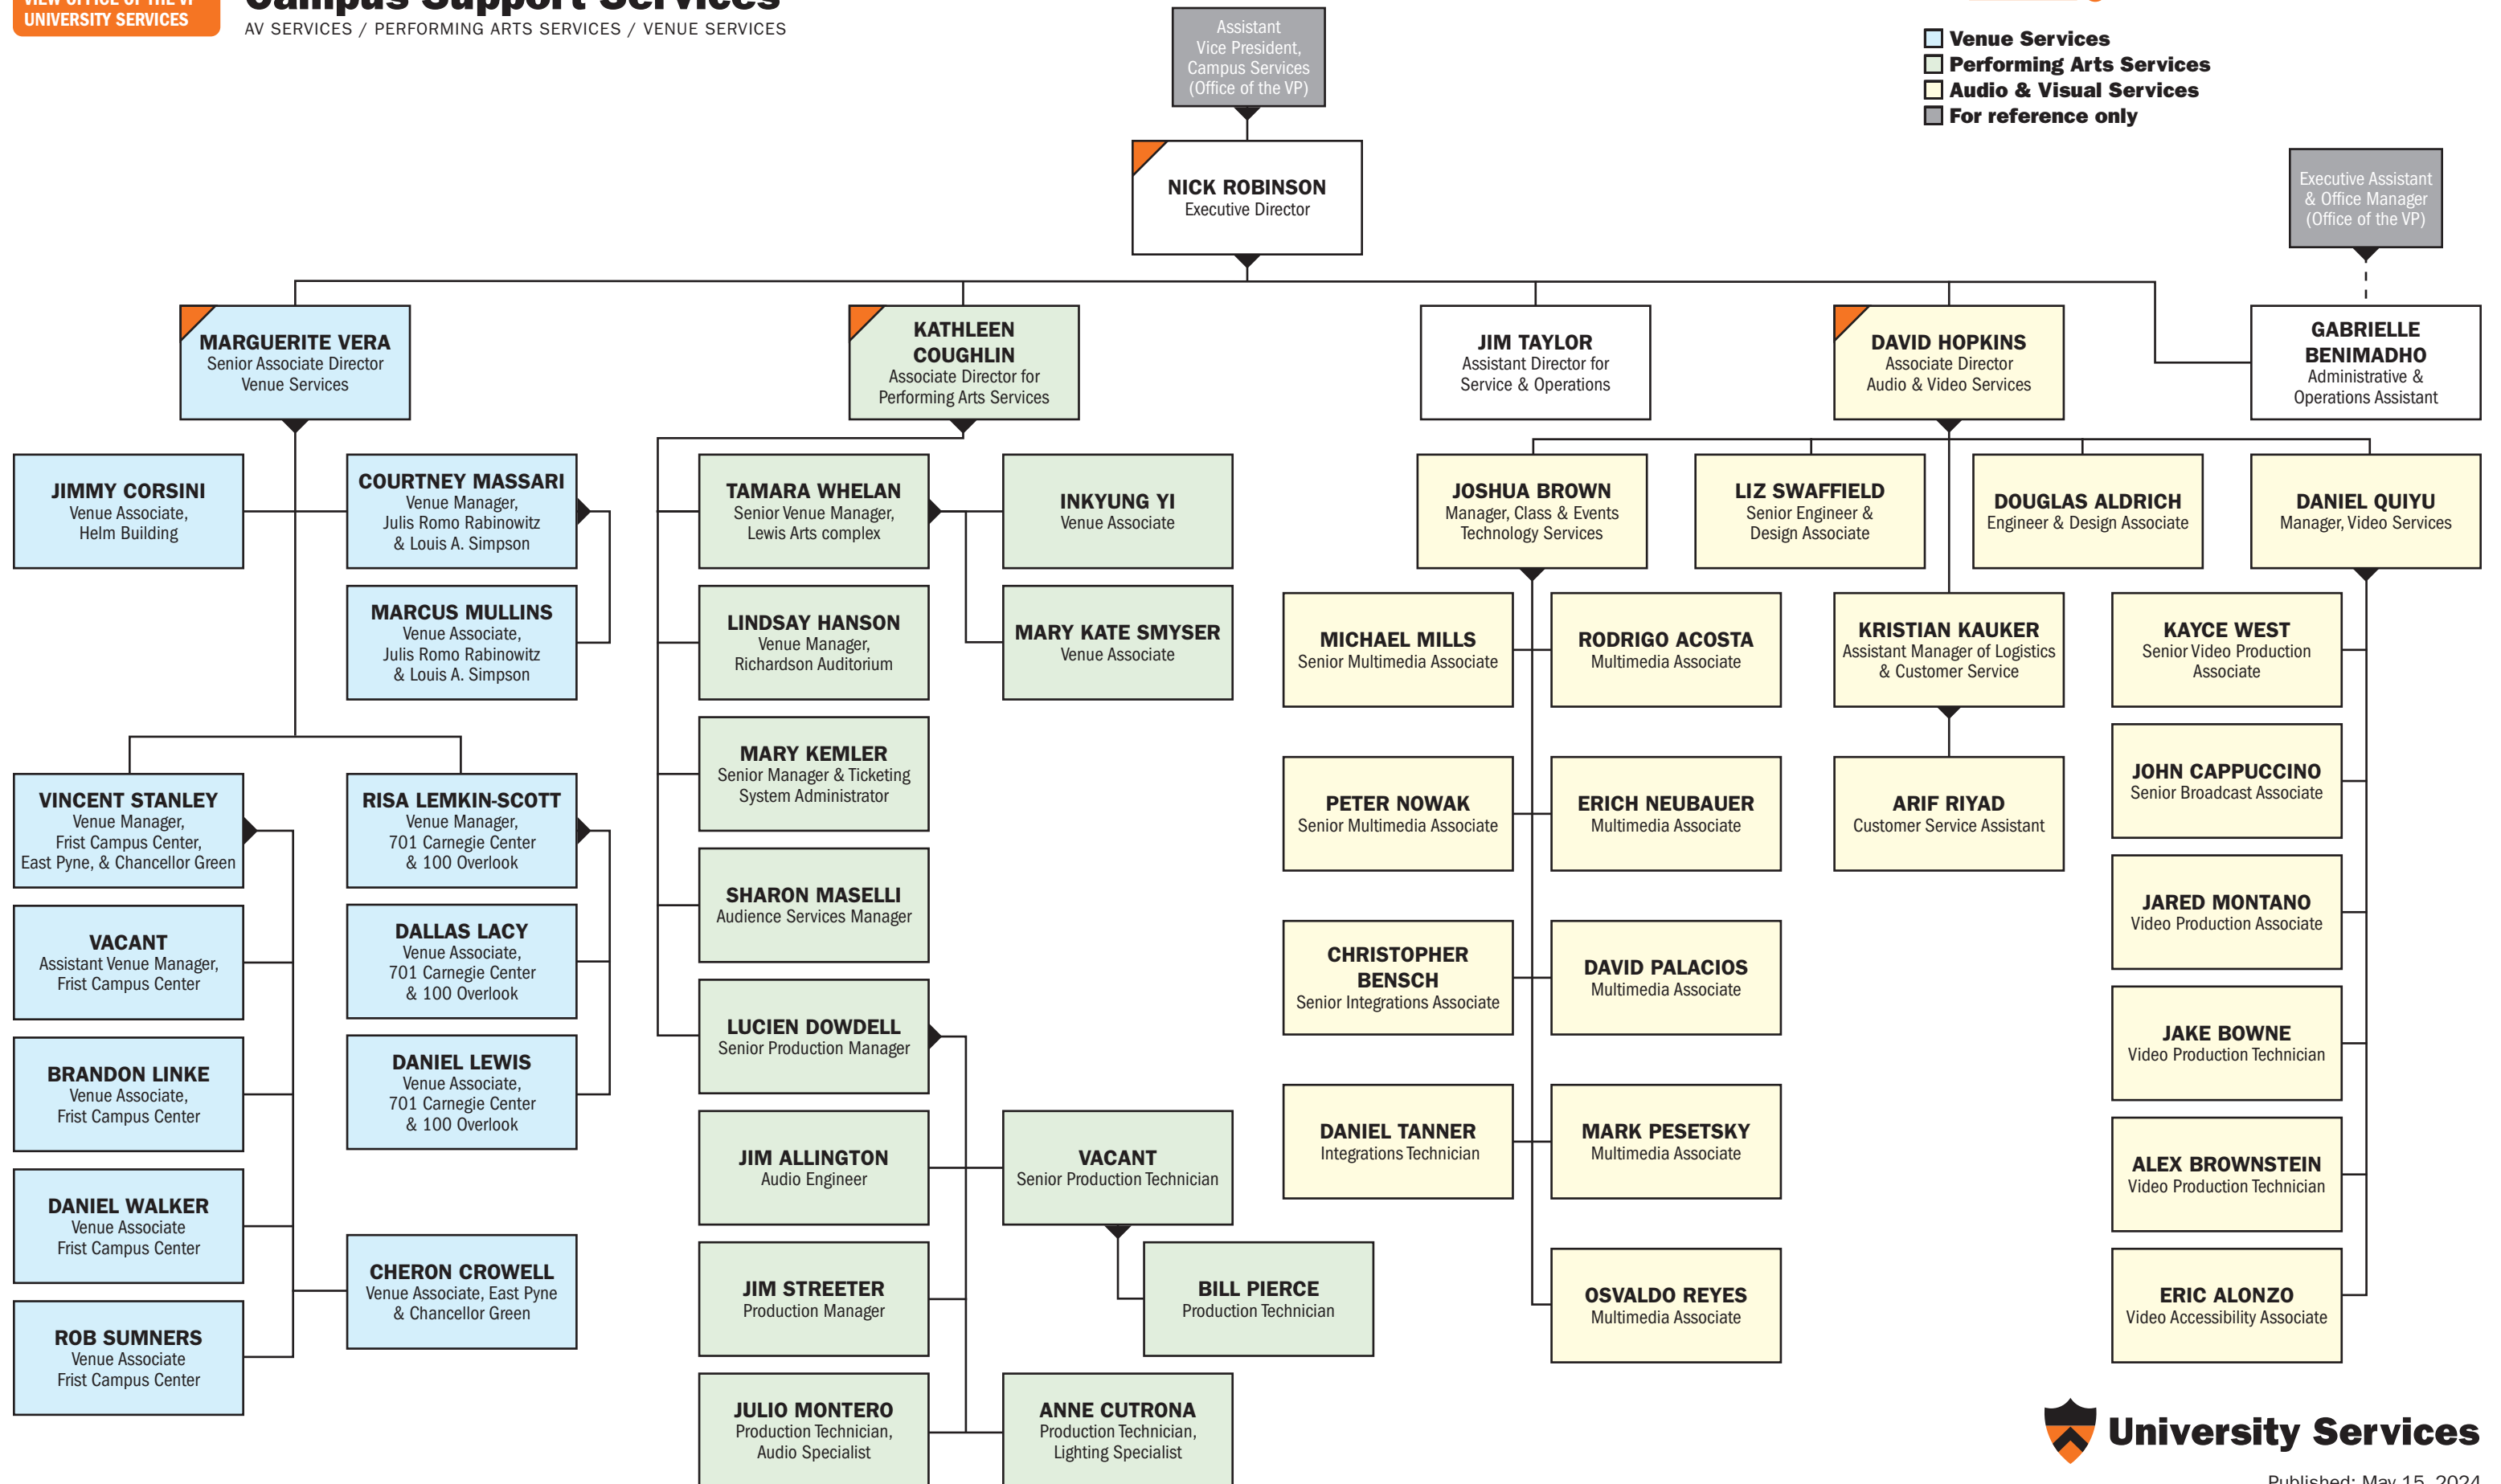 VIEW OFFICE OF THE VP
UNIVERSITY SERVICES
Campus Support Services
AV SERVICES / PERFORMING ARTS SERVICES / VENUE SERVICES
Assistant
Vice President,
Campus Services
(Office of the VP)
Venue Services
Performing Arts Services
Audio & Visual Services
For reference only
NICK ROBINSON
Executive Director
Executive Assistant
& Office Manager
(Office of the VP)
MARGUERITE VERA
Senior Associate Director
Venue Services
KATHLEEN
COUGHLIN
Associate Director for
Performing Arts Services
JIM TAYLOR
Assistant Director for
Service & Operations
DAVID HOPKINS
Associate Director
Audio & Video Services
GABRIELLE
BENIMADHO
Administrative &
Operations Assistant
JIMMY CORSINI
Venue Associate,
Helm Building
COURTNEY MASSARI
Venue Manager,
Julis Romo Rabinowitz
& Louis A. Simpson
MARCUS MULLINS
Venue Associate,
Julis Romo Rabinowitz
& Louis A. Simpson
VINCENT STANLEY
Venue Manager,
Frist Campus Center,
East Pyne, & Chancellor Green
VACANT
Assistant Venue Manager,
Frist Campus Center
BRANDON LINKE
Venue Associate,
Frist Campus Center
DANIEL WALKER
Venue Associate
Frist Campus Center
ROB SUMNERS
Venue Associate
Frist Campus Center
RISA LEMKIN-SCOTT
Venue Manager,
701 Carnegie Center
& 100 Overlook
DALLAS LACY
Venue Associate,
701 Carnegie Center
& 100 Overlook
DANIEL LEWIS
Venue Associate,
701 Carnegie Center
& 100 Overlook
CHERON CROWELL
Venue Associate, East Pyne
& Chancellor Green
TAMARA WHELAN
Senior Venue Manager,
Lewis Arts complex
INKYUNG YI
Venue Associate
MARY KATE SMYSER
Venue Associate
LINDSAY HANSON
Venue Manager,
Richardson Auditorium
MARY KEMLER
Senior Manager & Ticketing
System Administrator
SHARON MASELLI
Audience Services Manager
LUCIEN DOWDELL
Senior Production Manager
JIM ALLINGTON
Audio Engineer
VACANT
Senior Production Technician
JIM STREETER
Production Manager
BILL PIERCE
Production Technician
JULIO MONTERO
Production Technician,
Audio Specialist
ANNE CUTRONA
Production Technician,
Lighting Specialist
JOSHUA BROWN
Manager, Class & Events
Technology Services
LIZ SWAFFIELD
Senior Engineer &
Design Associate
DOUGLAS ALDRICH
Engineer & Design Associate
DANIEL QUIYU
Manager, Video Services
MICHAEL MILLS
Senior Multimedia Associate
RODRIGO ACOSTA
Multimedia Associate
PETER NOWAK
Senior Multimedia Associate
ERICH NEUBAUER
Multimedia Associate
CHRISTOPHER
BENSCH
Senior Integrations Associate
DAVID PALACIOS
Multimedia Associate
DANIEL TANNER
Integrations Technician
MARK PESETSKY
Multimedia Associate
OSVALDO REYES
Multimedia Associate
KRISTIAN KAUKER
Assistant Manager of Logistics
& Customer Service
ARIF RIYAD
Customer Service Assistant
KAYCE WEST
Senior Video Production
Associate
JOHN CAPPUCCINO
Senior Broadcast Associate
JARED MONTANO
Video Production Associate
JAKE BOWNE
Video Production Technician
ALEX BROWNSTEIN
Video Production Technician
ERIC ALONZO
Video Accessibility Associate
University Services
Published: May 15, 2024